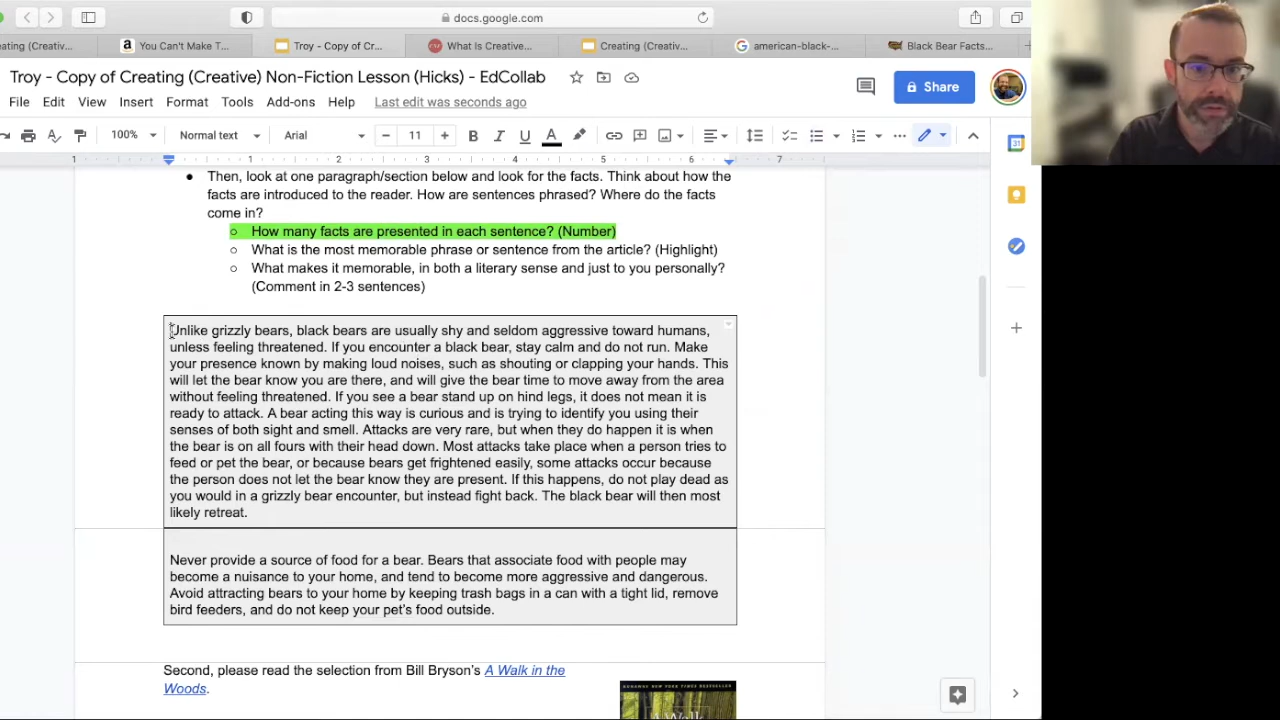 docs.google.com
eating (Creativ...
You Can't Make T...
Troy - Copy of Cr...
What Is Creative...
Creating (Creativ...
american-black-...
Black Bear Facts...
Troy - Copy of Creating (Creative) Non-Fiction Lesson (Hicks) - EdCollab
Share
File Edit View Insert Format Tools Add-ons Help Last edit was seconds ago
100% Normal text Arial 11 B I U A
1 1 2 3 4 5 6 7
● Then, look at one paragraph/section below and look for the facts. Think about how the
facts are introduced to the reader. How are sentences phrased? Where do the facts
come in?
○ How many facts are presented in each sentence? (Number)
○ What is the most memorable phrase or sentence from the article? (Highlight)
○ What makes it memorable, in both a literary sense and just to you personally?
(Comment in 2-3 sentences)
Unlike grizzly bears, black bears are usually shy and seldom aggressive toward humans,
unless feeling threatened. If you encounter a black bear, stay calm and do not run. Make
your presence known by making loud noises, such as shouting or clapping your hands. This
will let the bear know you are there, and will give the bear time to move away from the area
without feeling threatened. If you see a bear stand up on hind legs, it does not mean it is
ready to attack. A bear acting this way is curious and is trying to identify you using their
senses of both sight and smell. Attacks are very rare, but when they do happen it is when
the bear is on all fours with their head down. Most attacks take place when a person tries to
feed or pet the bear, or because bears get frightened easily, some attacks occur because
the person does not let the bear know they are present. If this happens, do not play dead as
you would in a grizzly bear encounter, but instead fight back. The black bear will then most
likely retreat.
Never provide a source of food for a bear. Bears that associate food with people may
become a nuisance to your home, and tend to become more aggressive and dangerous.
Avoid attracting bears to your home by keeping trash bags in a can with a tight lid, remove
bird feeders, and do not keep your pet's food outside.
Second, please read the selection from Bill Bryson's A Walk in the
Woods.